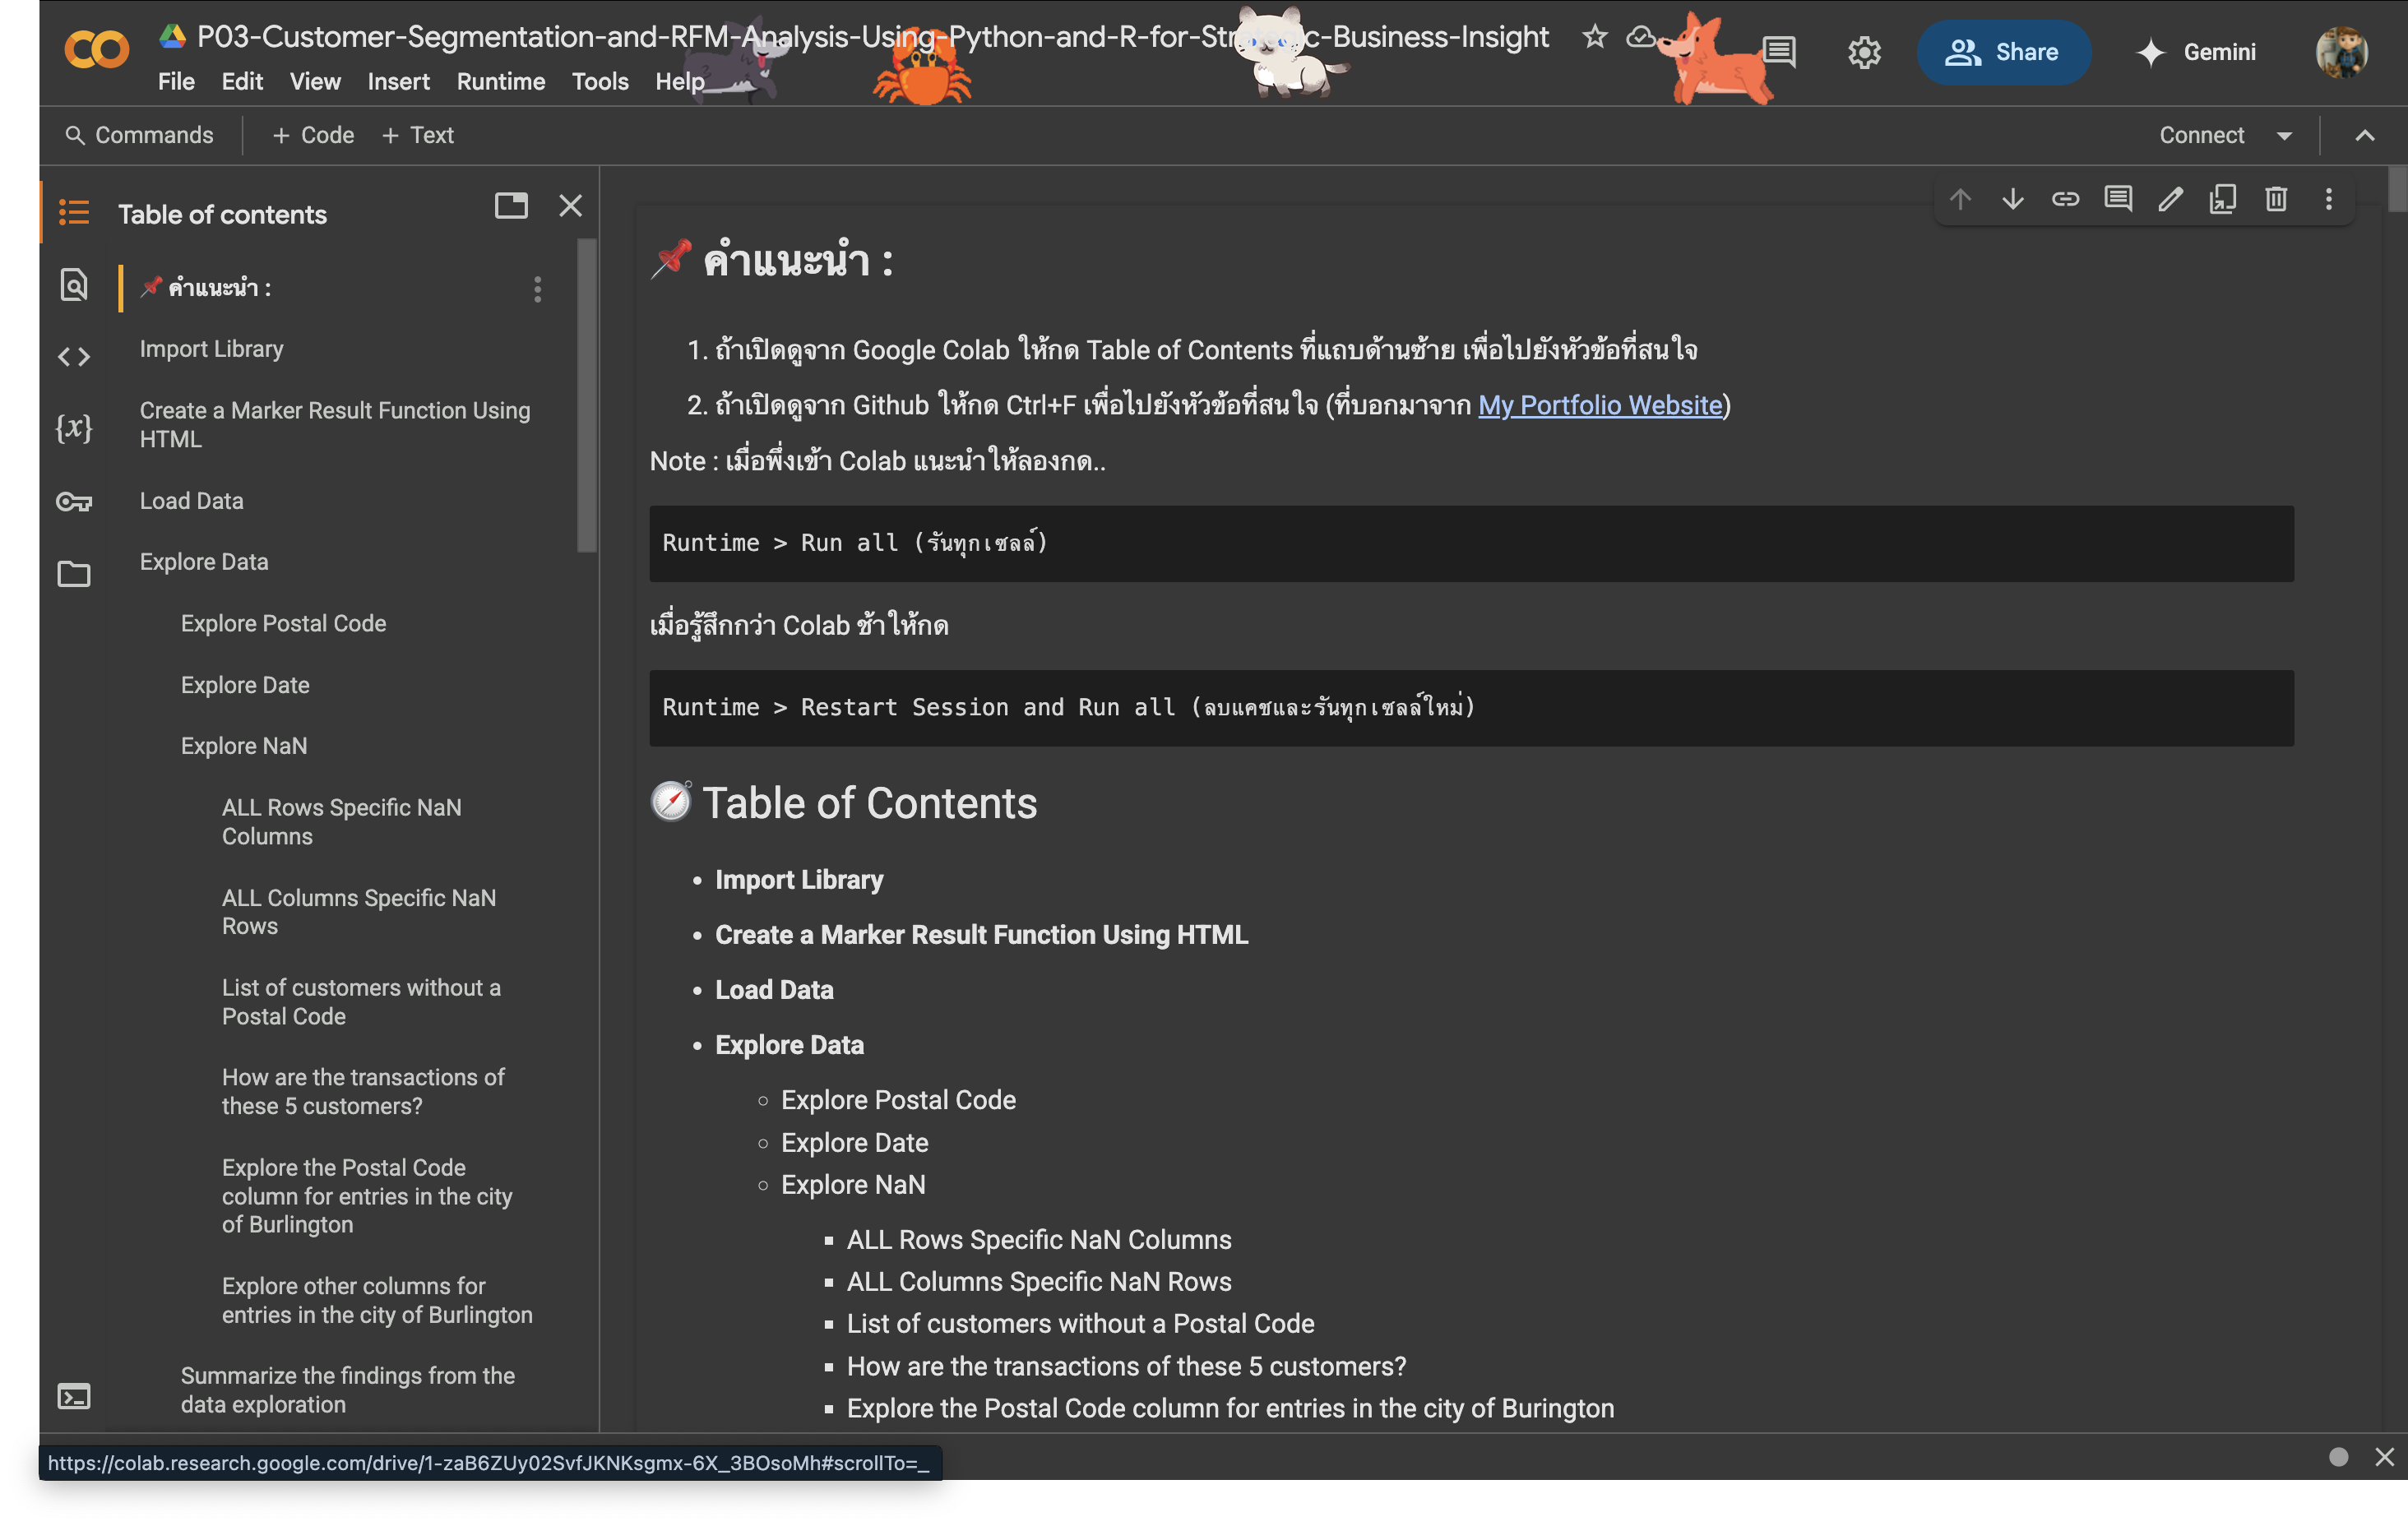 P03-Customer-Segmentation-and-RFM-Analysis-Using-Python-and-R-for-Str c-Business-Insight
File Edit View Insert Runtime Tools Help
Share
Gemini
Commands + Code + Text
Connect
Table of contents
📌 คำแนะนำ :
Import Library
Create a Marker Result Function Using
HTML
Load Data
Explore Data
Explore Postal Code
Explore Date
Explore NaN
ALL Rows Specific NaN
Columns
ALL Columns Specific NaN
Rows
List of customers without a
Postal Code
How are the transactions of
these 5 customers?
Explore the Postal Code
column for entries in the city
of Burlington
Explore other columns for
entries in the city of Burlington
Summarize the findings from the
data exploration
📌 คำแนะนำ :
1. ถ้าเปิดดูจาก Google Colab ให้กด Table of Contents ที่แถบด้านซ้าย เพื่อไปยังหัวข้อที่สนใจ
2. ถ้าเปิดดูจาก Github ให้กด Ctrl+F เพื่อไปยังหัวข้อที่สนใจ (ที่บอกมาจาก My Portfolio Website)
Note : เมื่อพึ่งเข้า Colab แนะนำให้ลองกด..
Runtime > Run all (รันทุกเซลล์)
เมื่อรู้สึกกว่า Colab ช้าให้กด
Runtime > Restart Session and Run all (ลบแคชและรันทุกเซลล์ใหม่)
🧭 Table of Contents
• Import Library
• Create a Marker Result Function Using HTML
• Load Data
• Explore Data
◦ Explore Postal Code
◦ Explore Date
◦ Explore NaN
▪ ALL Rows Specific NaN Columns
▪ ALL Columns Specific NaN Rows
▪ List of customers without a Postal Code
▪ How are the transactions of these 5 customers?
▪ Explore the Postal Code column for entries in the city of Burington
https://colab.research.google.com/drive/1-zaB6ZUy02SvfJKNKsgmx-6X_3BOsoMh#scrollTo=_